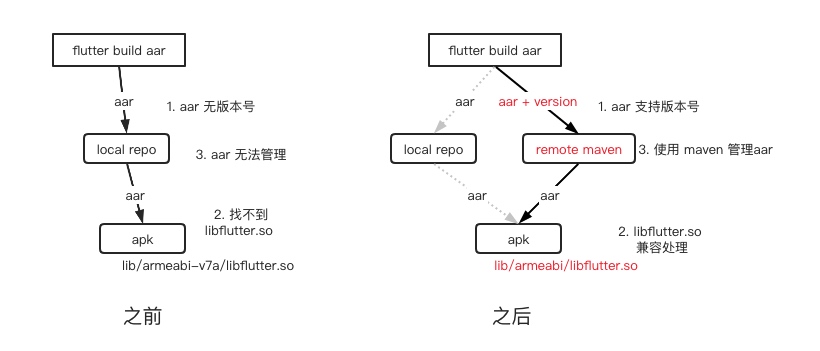 flutter build aar
aar
1. aar 无版本号
local repo
3. aar 无法管理
aar
2. 找不到
libflutter.so
apk
lib/armeabi-v7a/libflutter.so
之前
flutter build aar
aar
aar + version
1. aar 支持版本号
local repo
remote maven
3. 使用 maven 管理aar
aar
aar
apk
2. libflutter.so
兼容处理
lib/armeabi/libflutter.so
之后